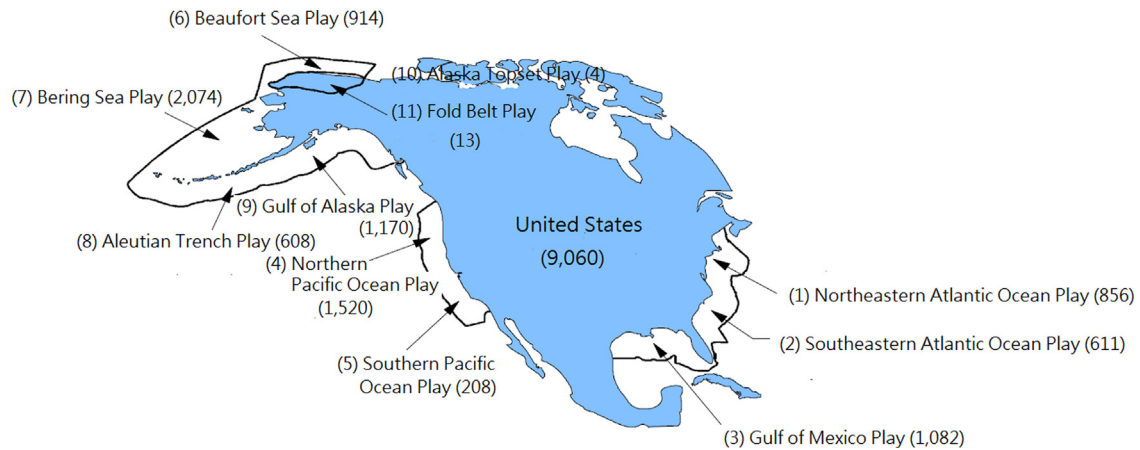 (6) Beaufort Sea Play (914)
(10) Alaska Topset Play (4)
(7) Bering Sea Play (2,074)
(11) Fold Belt Play
(13)
(9) Gulf of Alaska Play
(1,170)
United States
(9,060)
(8) Aleutian Trench Play (608)
(4) Northern
Pacific Ocean Play
(1,520)
(1) Northeastern Atlantic Ocean Play (856)
(2) Southeastern Atlantic Ocean Play (611)
(5) Southern Pacific
Ocean Play (208)
(3) Gulf of Mexico Play (1,082)